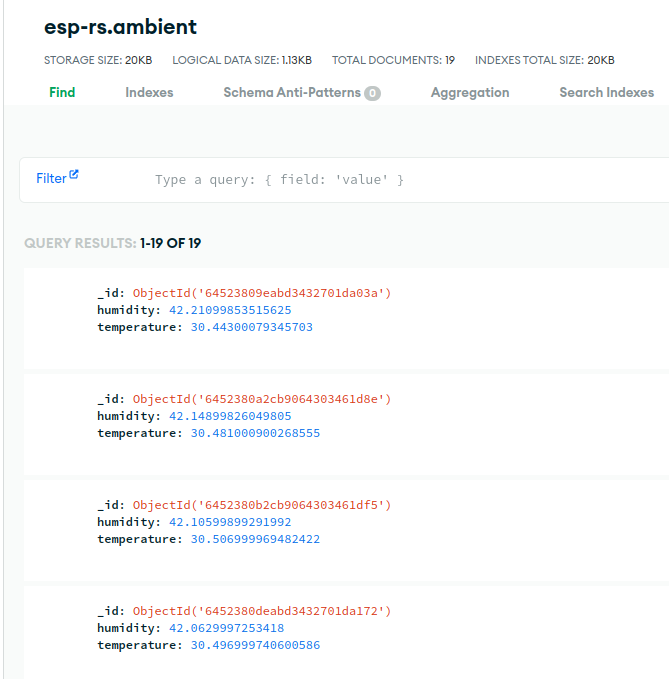 esp-rs.ambient
STORAGE SIZE: 20KB LOGICAL DATA SIZE: 1.13KB TOTAL DOCUMENTS: 19 INDEXES TOTAL SIZE: 20KB
Find Indexes Schema Anti-Patterns 0 Aggregation Search Indexes
Filter Type a query: { field: 'value' }
QUERY RESULTS: 1-19 OF 19
_id: ObjectId('64523809eabd3432701da03a')
humidity: 42.21099853515625
temperature: 30.44300079345703
_id: ObjectId('6452380a2cb9064303461d8e')
humidity: 42.14899826049805
temperature: 30.481000900268555
_id: ObjectId('6452380b2cb9064303461df5')
humidity: 42.10599899291992
temperature: 30.506999969482422
_id: ObjectId('6452380deabd3432701da172')
humidity: 42.0629997253418
temperature: 30.496999740600586